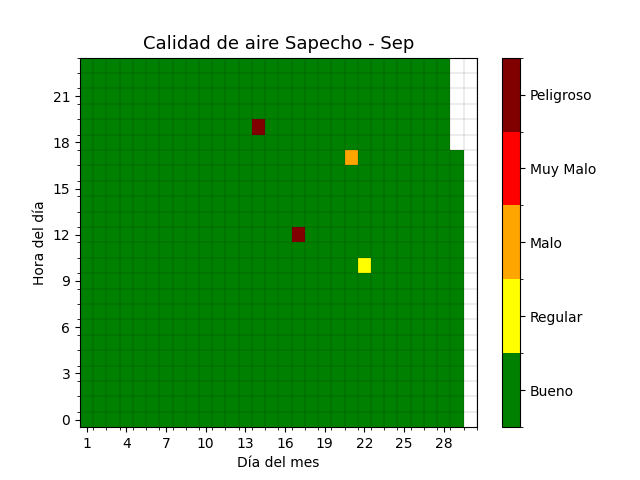 Calidad de aire Sapecho - Sep
Hora del día
21
18
15
12
9
6
3
0
1 4 7 10 13 16 19 22 25 28
Día del mes
Peligroso
Muy Malo
Malo
Regular
Bueno